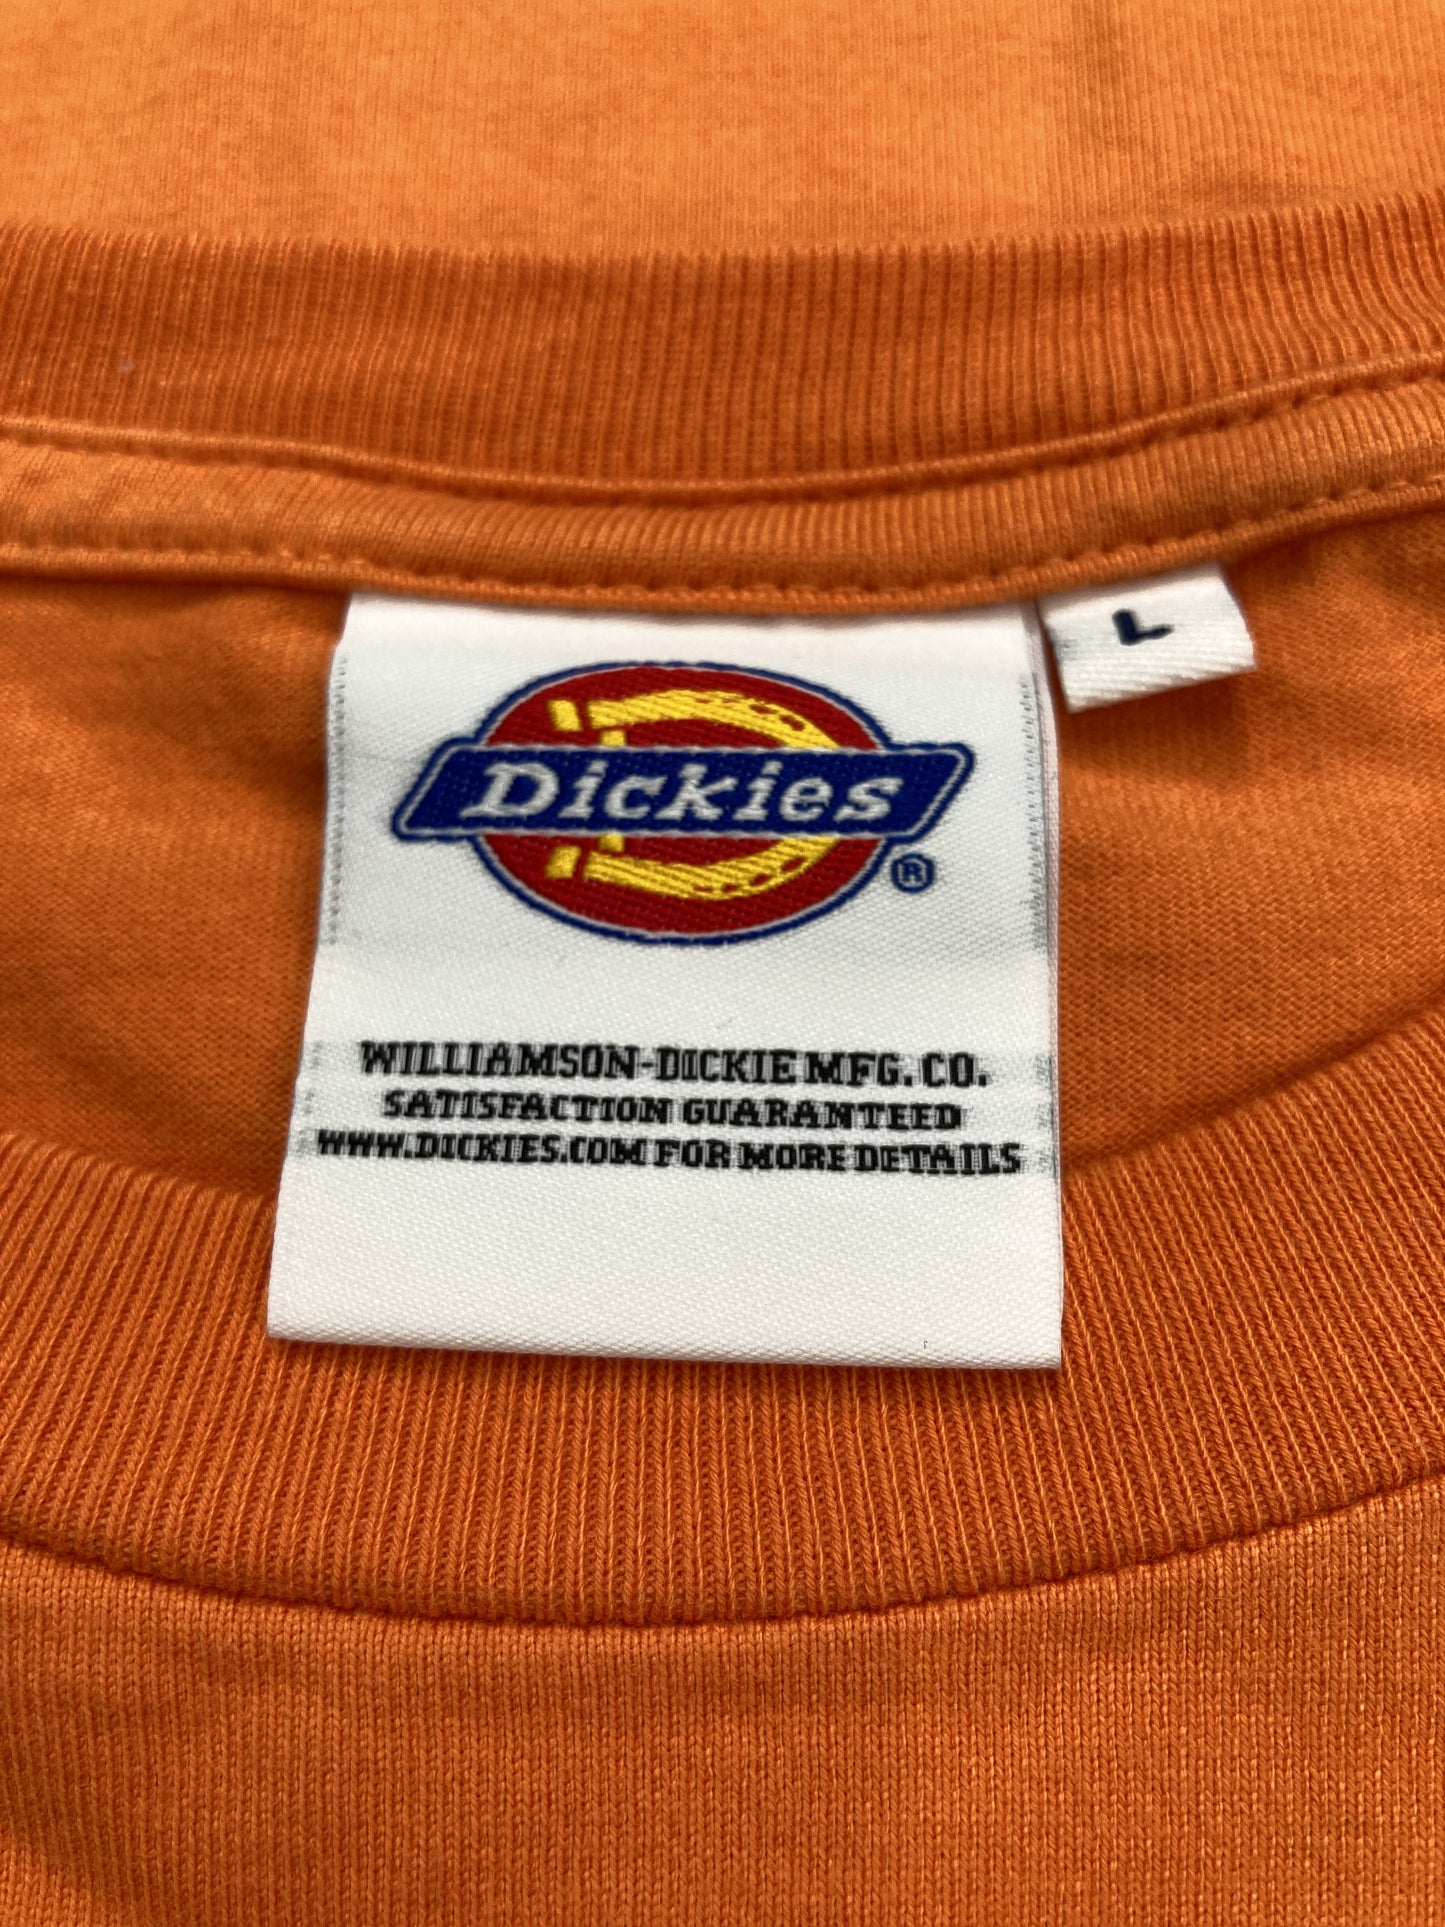 L
Dickies
®
WILLIAMSON-DICKIE MFG. CO.
SATISFACTION GUARANTEED
WWW.DICKIES.COM FOR MORE DETAILS